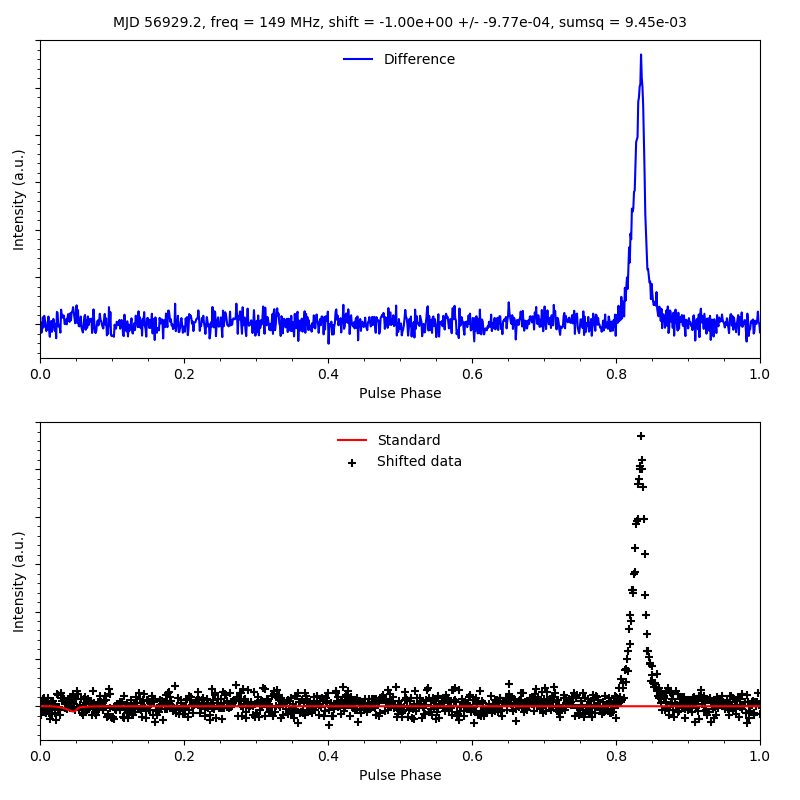 MJD 56929.2, freq = 149 MHz, shift = -1.00e+00 +/- -9.77e-04, sumsq = 9.45e-03
Difference
Intensity (a.u.)
0.0 0.2 0.4 0.6 0.8 1.0
Pulse Phase
Standard
Shifted data
Intensity (a.u.)
0.0 0.2 0.4 0.6 0.8 1.0
Pulse Phase